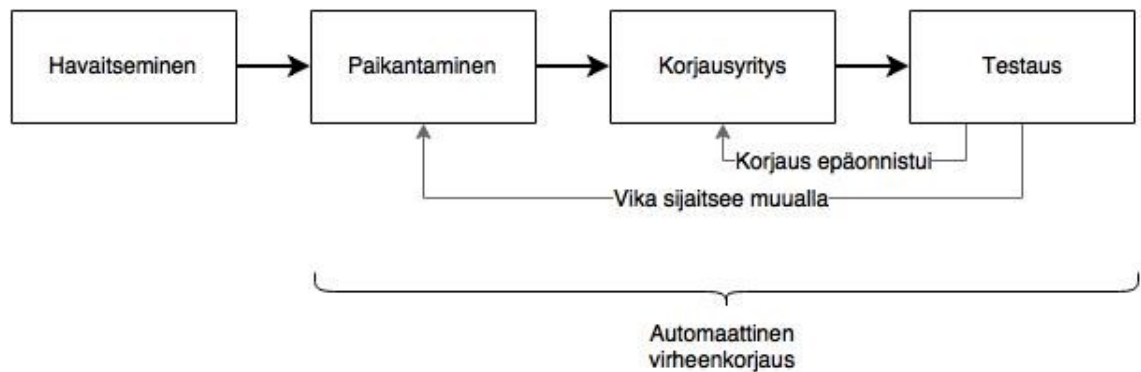 Havaitseminen
Paikantaminen
Korjausyritys
Testaus
Korjaus epäonnistui
Vika sijaitsee muualla
Automaattinen
virheenkorjaus